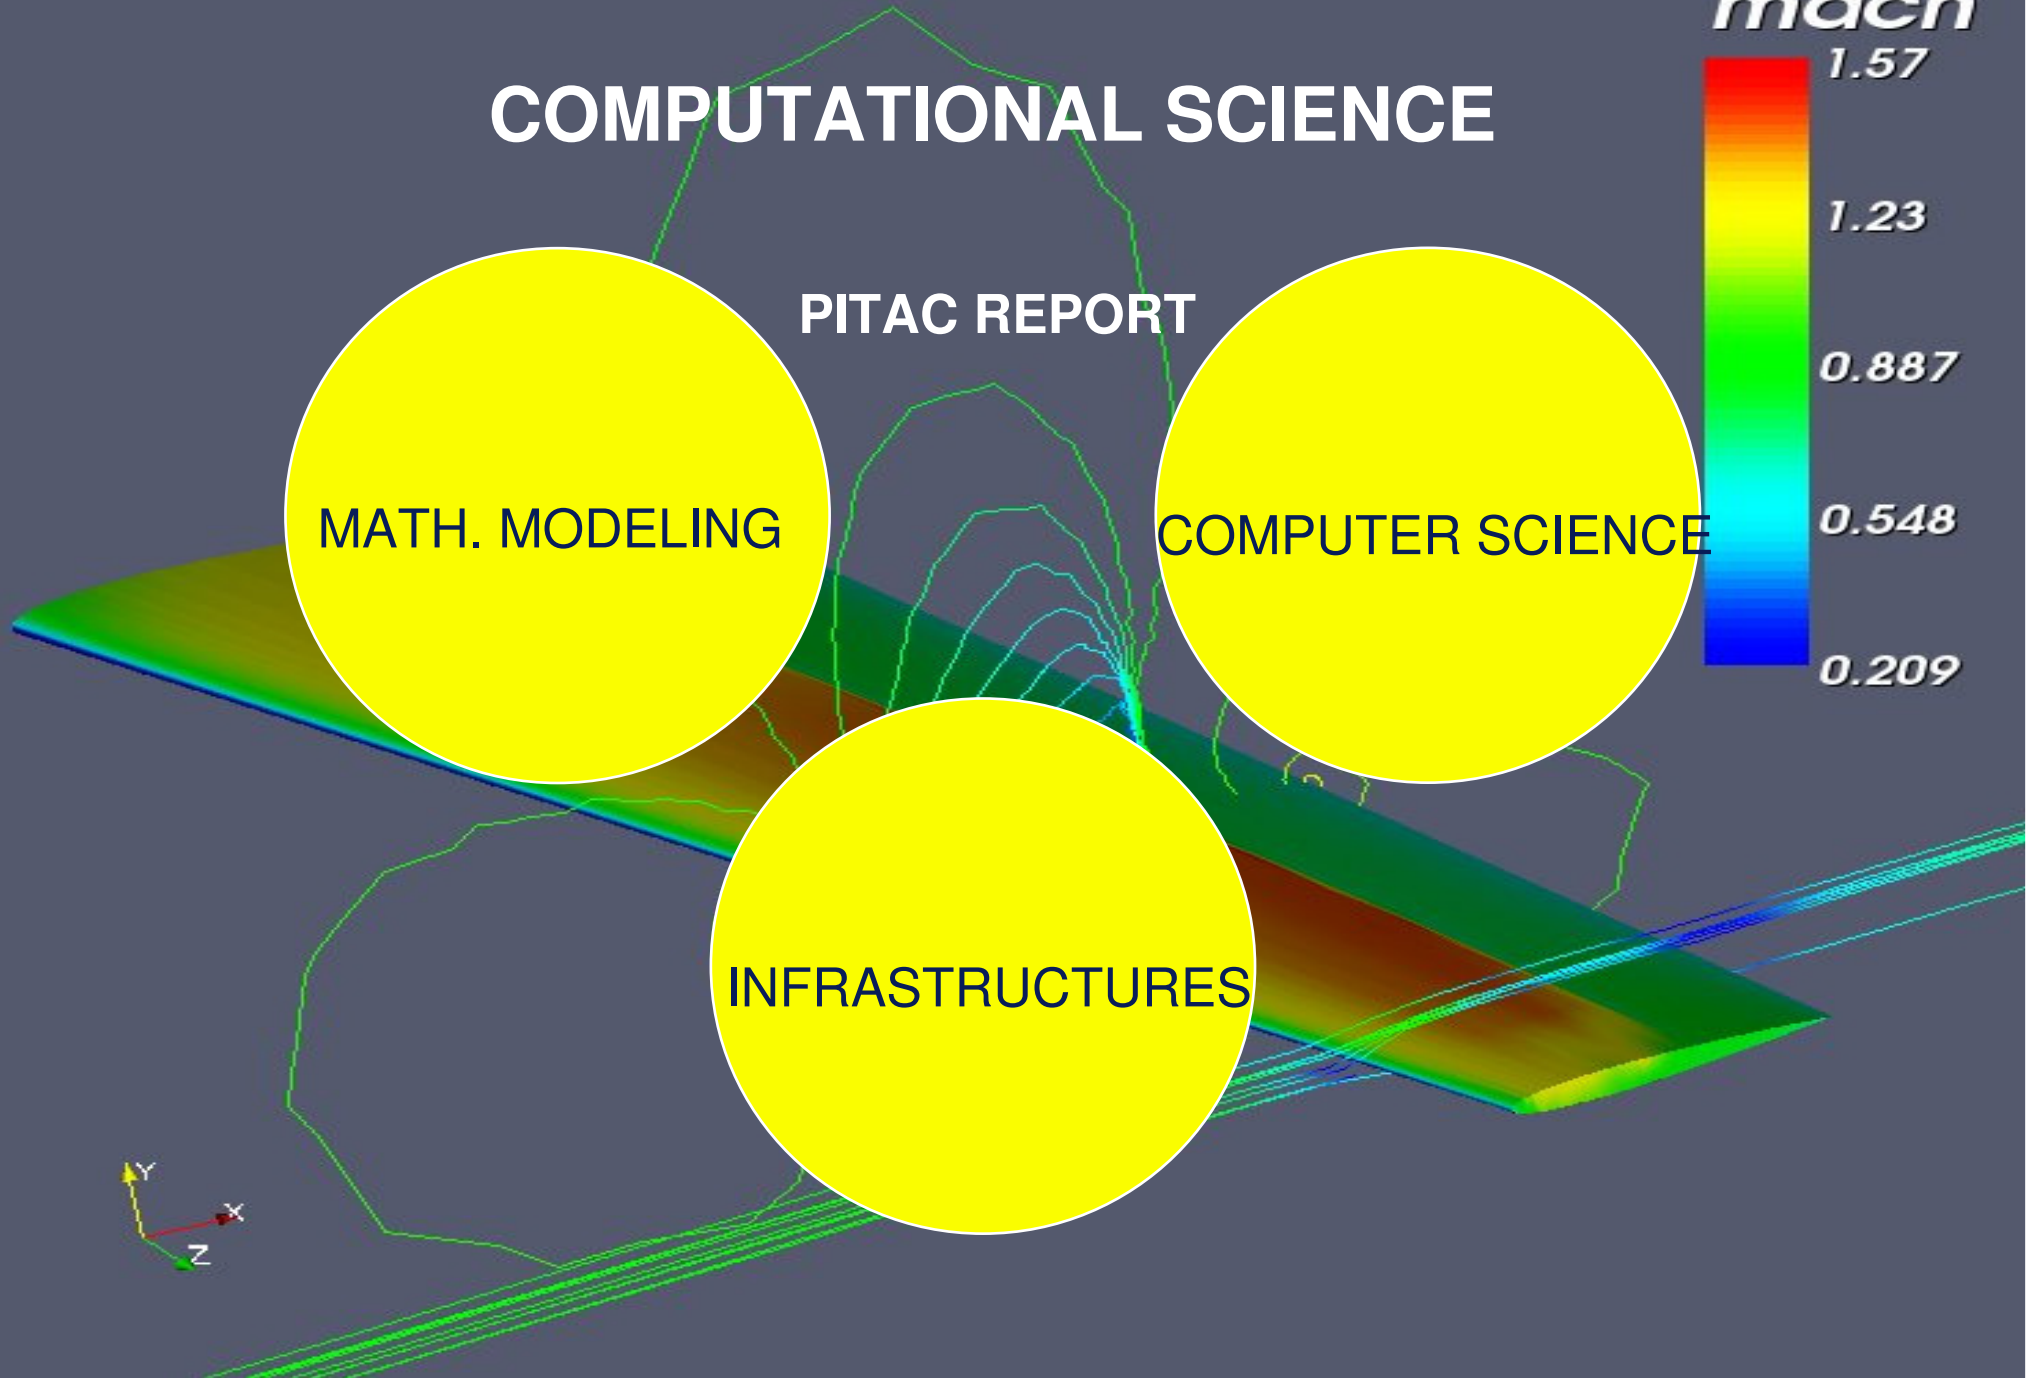 mach
COMPUTATIONAL SCIENCE
1.57
1.23
PITAC REPORT
0.887
MATH. MODELING
COMPUTER SCIENCE
0.548
0.209
INFRASTRUCTURES
Y
X
Z